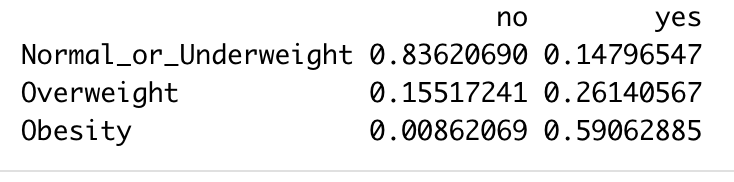 no yes
Normal_or_Underweight 0.83620690 0.14796547
Overweight 0.15517241 0.26140567
Obesity 0.00862069 0.59062885